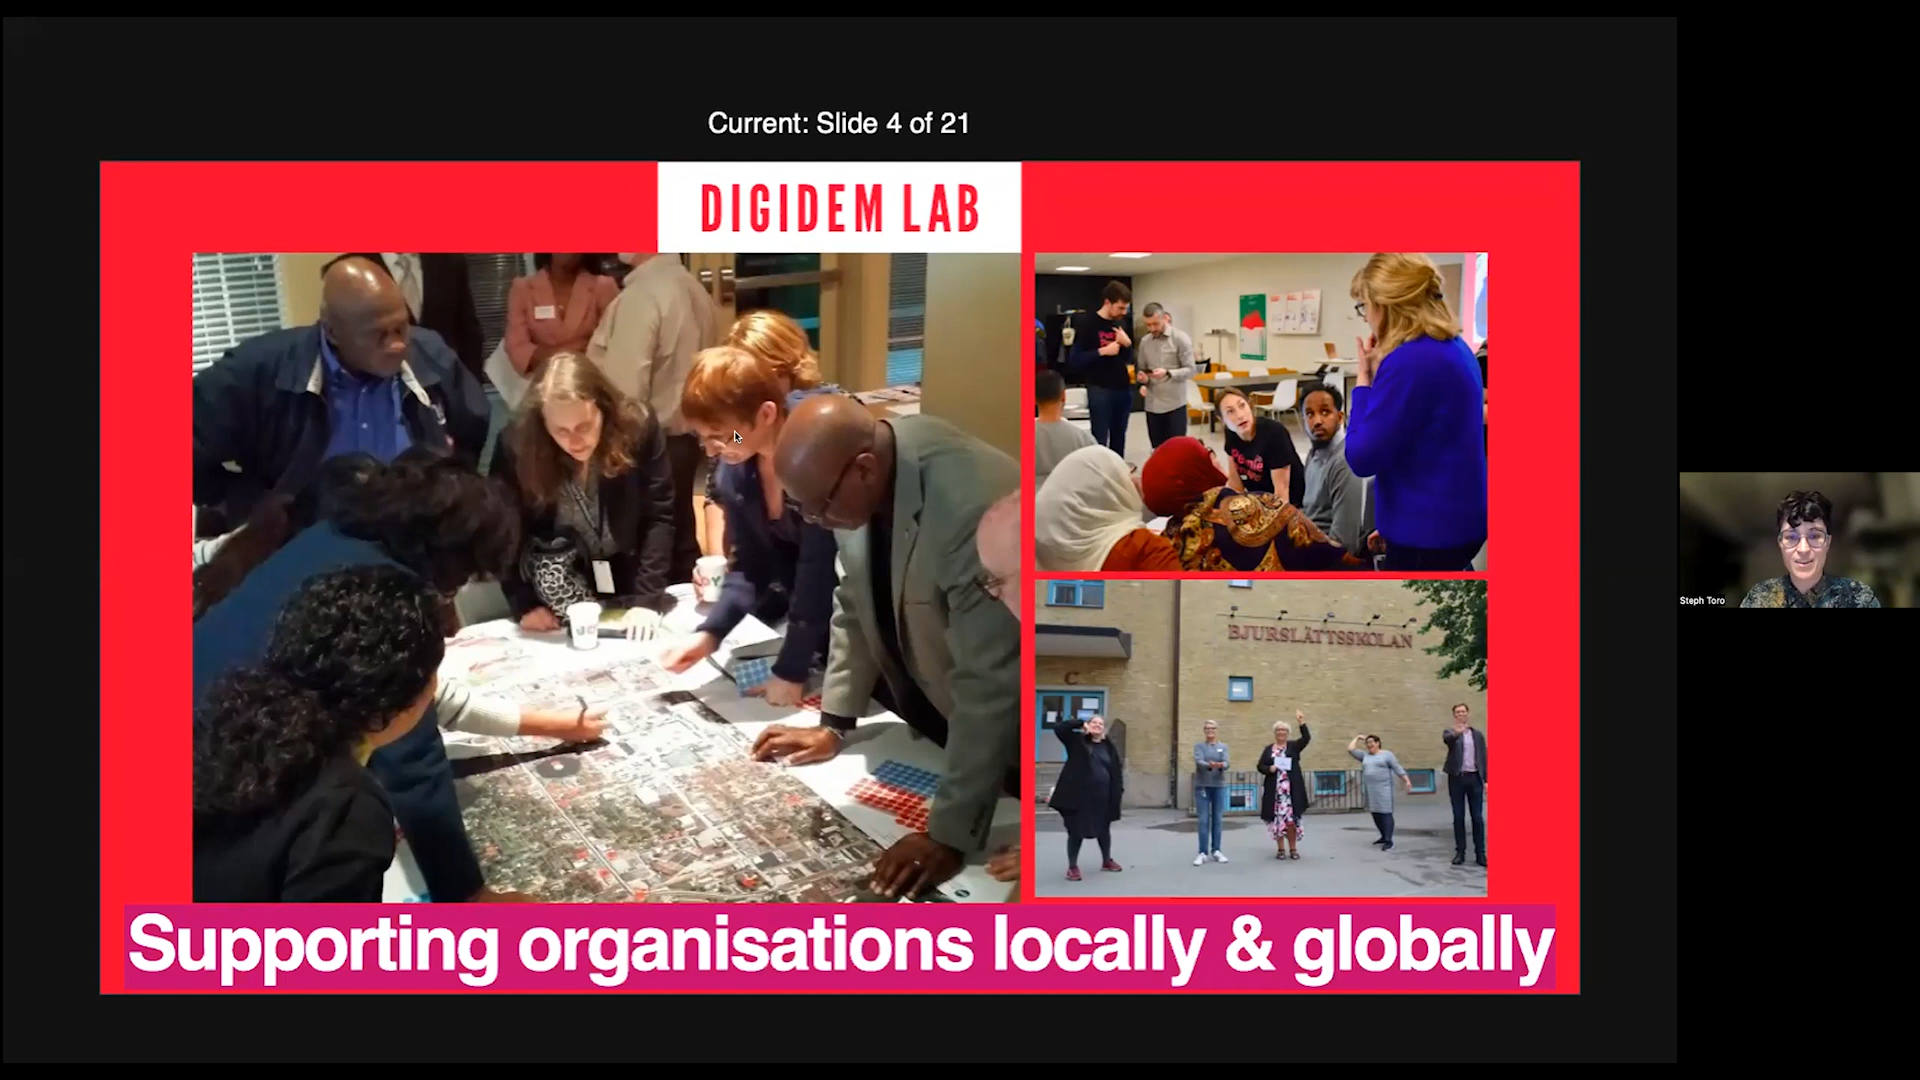 Current: Slide 4 of 21
DIGIDEM LAB
BJURSLÄTTSSKOLAN
C
Steph Toro
Supporting organisations locally & globally